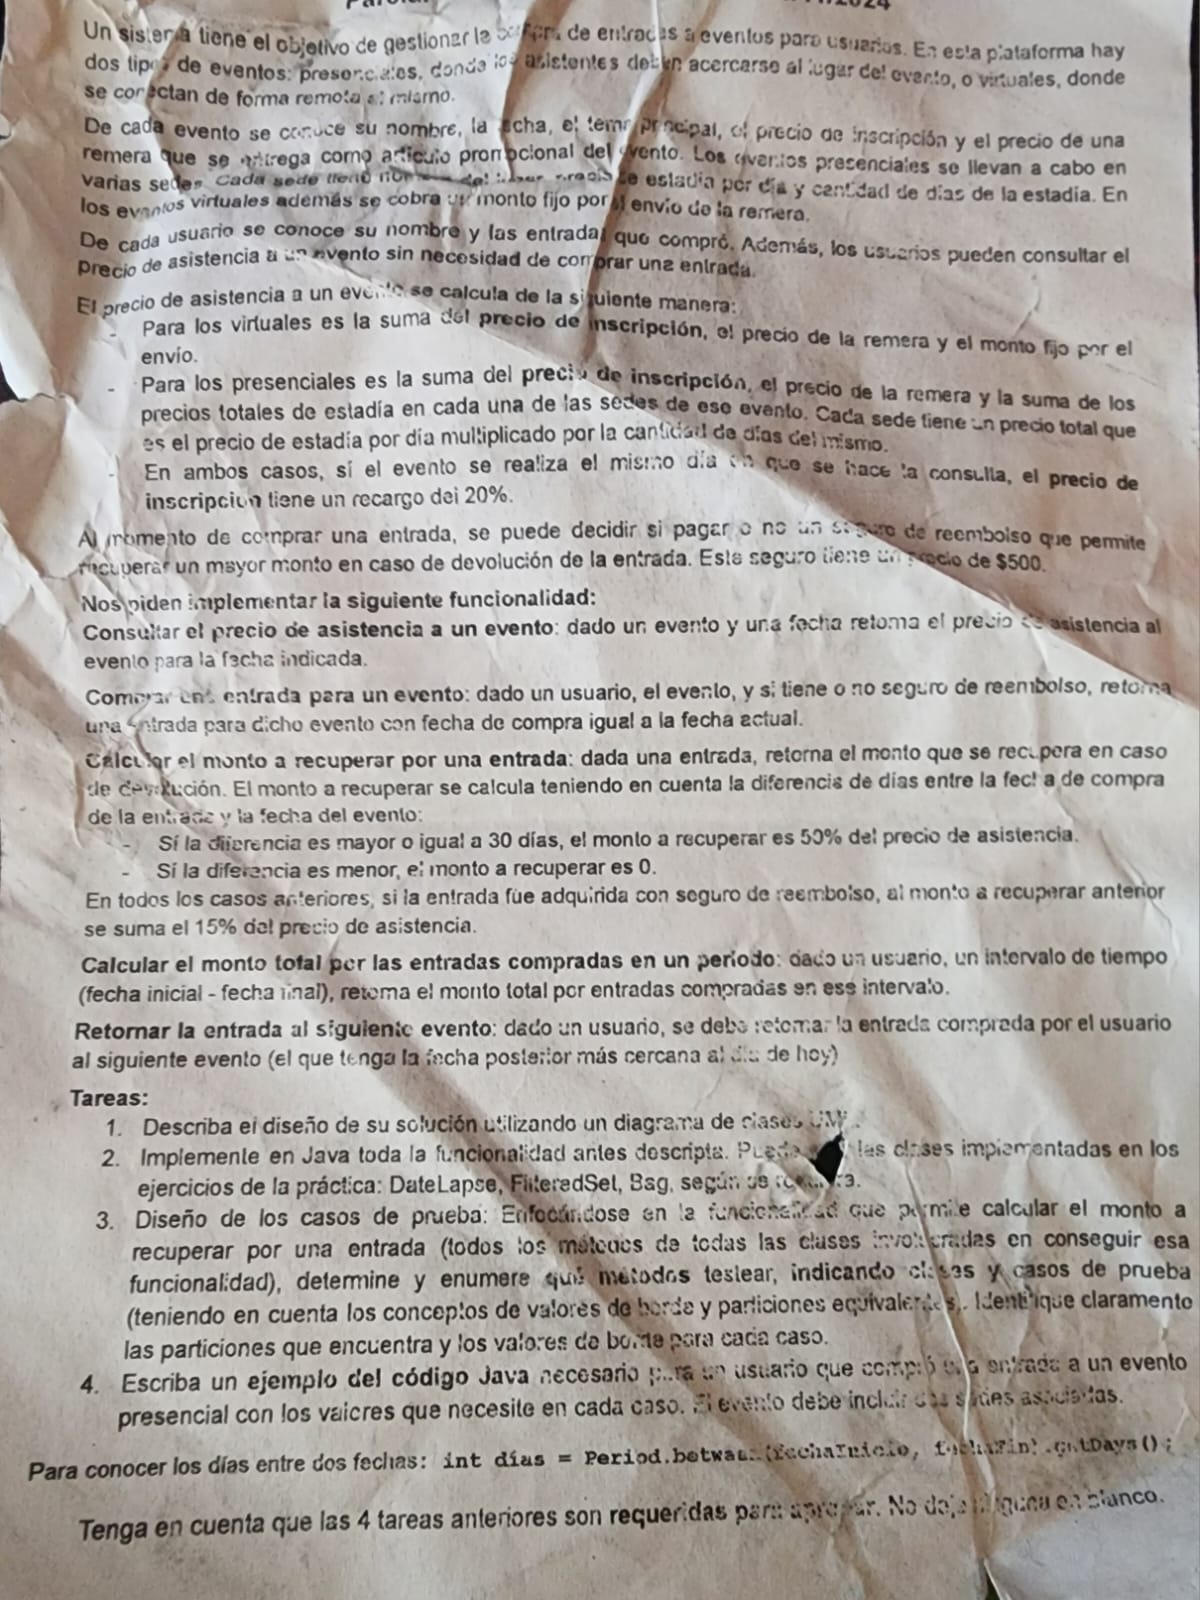 Un sistema tiene el objetivo de gestionar la de entradas a eventos para usuarios. En esta plataforma hay
dos tipos de eventos: presenciales, donde los asistentes deben acercarse al lugar del evento, o virtuales, donde
se conectan de forma remota al mismo.
De cada evento se conoce su nombre, la fecha, el tema principal, el precio de inscripción y el precio de una
remera que se entrega como artículo promocional del evento. Los eventos presenciales se llevan a cabo en
varias sedes. Cada sede tiene de estadía por día y cantidad de días de la estadía. En
los eventos virtuales además se cobra un monto fijo por el envío de la remera.
De cada usuario se conoce su nombre y las entradas que compró. Además, los usuarios pueden consultar el
precio de asistencia a un evento sin necesidad de comprar una entrada.
El precio de asistencia a un evento se calcula de la siguiente manera:
- Para los virtuales es la suma del precio de inscripción, el precio de la remera y el monto fijo por el
envío.
- Para los presenciales es la suma del precio de inscripción, el precio de la remera y la suma de los
precios totales de estadía en cada una de las sedes de ese evento. Cada sede tiene un precio total que
es el precio de estadía por día multiplicado por la cantidad de días del mismo.
- En ambos casos, si el evento se realiza el mismo día en que se hace la consulta, el precio de
inscripción tiene un recargo del 20%.
Al momento de comprar una entrada, se puede decidir si pagar o no un seguro de reembolso que permite
recuperar un mayor monto en caso de devolución de la entrada. Este seguro tiene un precio de $500.
Nos piden implementar la siguiente funcionalidad:
Consultar el precio de asistencia a un evento: dado un evento y una fecha retorna el precio de asistencia al
evento para la fecha indicada.
Comprar una entrada para un evento: dado un usuario, el evento, y si tiene o no seguro de reembolso, retorna
una entrada para dicho evento con fecha de compra igual a la fecha actual.
Calcular el monto a recuperar por una entrada: dada una entrada, retorna el monto que se recupera en caso
de devolución. El monto a recuperar se calcula teniendo en cuenta la diferencia de días entre la fecha de compra
de la entrada y la fecha del evento:
- Si la diferencia es mayor o igual a 30 días, el monto a recuperar es 50% del precio de asistencia.
- Si la diferencia es menor, el monto a recuperar es 0.
En todos los casos anteriores, si la entrada fue adquirida con seguro de reembolso, al monto a recuperar anterior
se suma el 15% del precio de asistencia.
Calcular el monto total por las entradas compradas en un período: dado un usuario, un intervalo de tiempo
(fecha inicial - fecha final), retorna el monto total por entradas compradas en ese intervalo.
Retornar la entrada al siguiente evento: dado un usuario, se debe retornar la entrada comprada por el usuario
al siguiente evento (el que tenga la fecha posterior más cercana al día de hoy)
Tareas:
1. Describa el diseño de su solución utilizando un diagrama de clases UML.
2. Implemente en Java toda la funcionalidad antes descripta. Puede las clases implementadas en los
ejercicios de la práctica: DateLapse, FilteredSet, Bag, según se requiera.
3. Diseño de los casos de prueba: Enfocándose en la funcionalidad que permite calcular el monto a
recuperar por una entrada (todos los métodos de todas las clases involucradas en conseguir esa
funcionalidad), determine y enumere qué métodos testear, indicando clases y casos de prueba
(teniendo en cuenta los conceptos de valores de borde y particiones equivalentes). Identifique claramente
las particiones que encuentra y los valores de borde para cada caso.
4. Escriba un ejemplo del código Java necesario para un usuario que compró una entrada a un evento
presencial con los valores que necesite en cada caso. El evento debe incluir dos sedes asociadas.
Para conocer los días entre dos fechas: int días = Period.between(fechaInicio, fechaFin).getDays();
Tenga en cuenta que las 4 tareas anteriores son requeridas para aprobar. No deje ninguna en blanco.